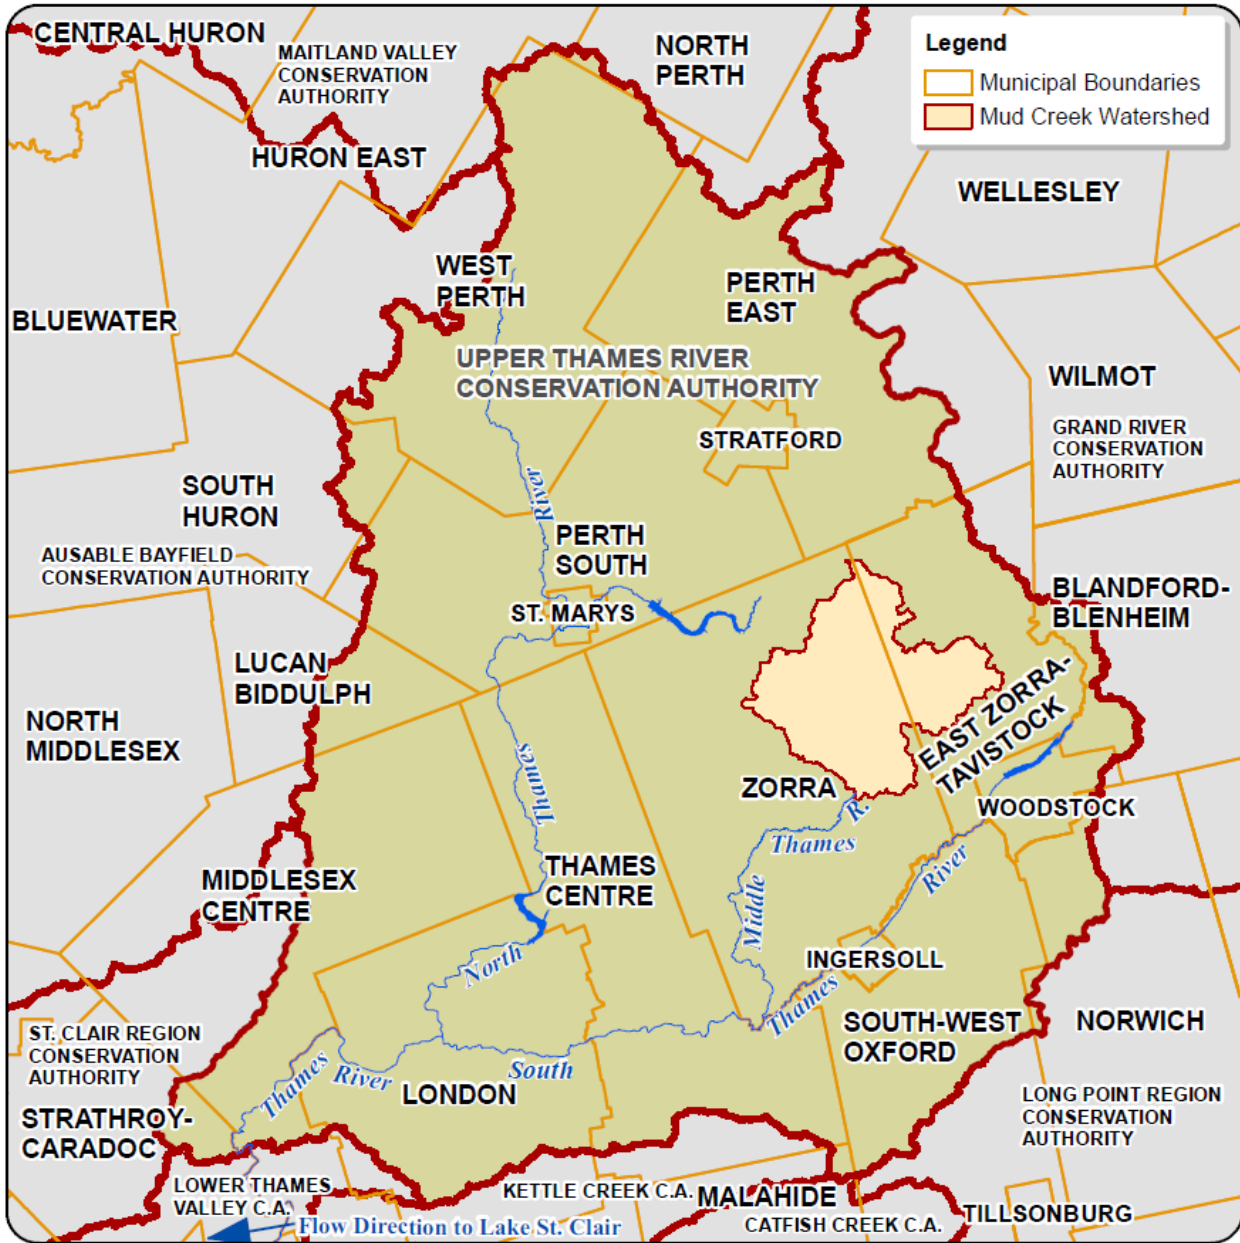 CENTRAL HURON
MAITLAND VALLEY
CONSERVATION
AUTHORITY
NORTH
PERTH
Legend
Municipal Boundaries
Mud Creek Watershed
HURON EAST
WELLESLEY
WEST
PERTH
PERTH
EAST
BLUEWATER
UPPER THAMES RIVER
CONSERVATION AUTHORITY
WILMOT
STRATFORD
GRAND RIVER
CONSERVATION
AUTHORITY
SOUTH
HURON
River
PERTH
SOUTH
AUSABLE BAYFIELD
CONSERVATION AUTHORITY
ST. MARYS
BLANDFORD-
BLENHEIM
LUCAN
BIDDULPH
NORTH
MIDDLESEX
EAST ZORRA-
TAVISTOCK
Thames
ZORRA
R.
WOODSTOCK
Thames
River
THAMES
CENTRE
MIDDLESEX
CENTRE
Middle
North
INGERSOLL
Thames
SOUTH-WEST
OXFORD
NORWICH
ST. CLAIR REGION
CONSERVATION
AUTHORITY
Thames
River
South
LONDON
STRATHROY-
CARADOC
LONG POINT REGION
CONSERVATION
AUTHORITY
LOWER THAMES
VALLEY C.A.
KETTLE CREEK C.A.
MALAHIDE
CATFISH CREEK C.A.
TILLSONBURG
Flow Direction to Lake St. Clair